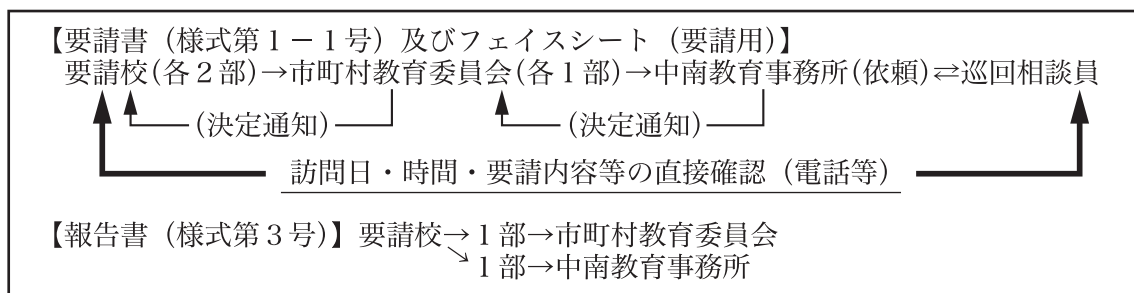 【要請書（様式第１－１号）及びフェイスシート（要請用）】
要請校（各２部）→市町村教育委員会（各１部）→中南教育事務所（依頼）⇄巡回相談員
（決定通知） （決定通知）
訪問日・時間・要請内容等の直接確認（電話等）
【報告書（様式第３号）】要請校→１部→市町村教育委員会
↘１部→中南教育事務所